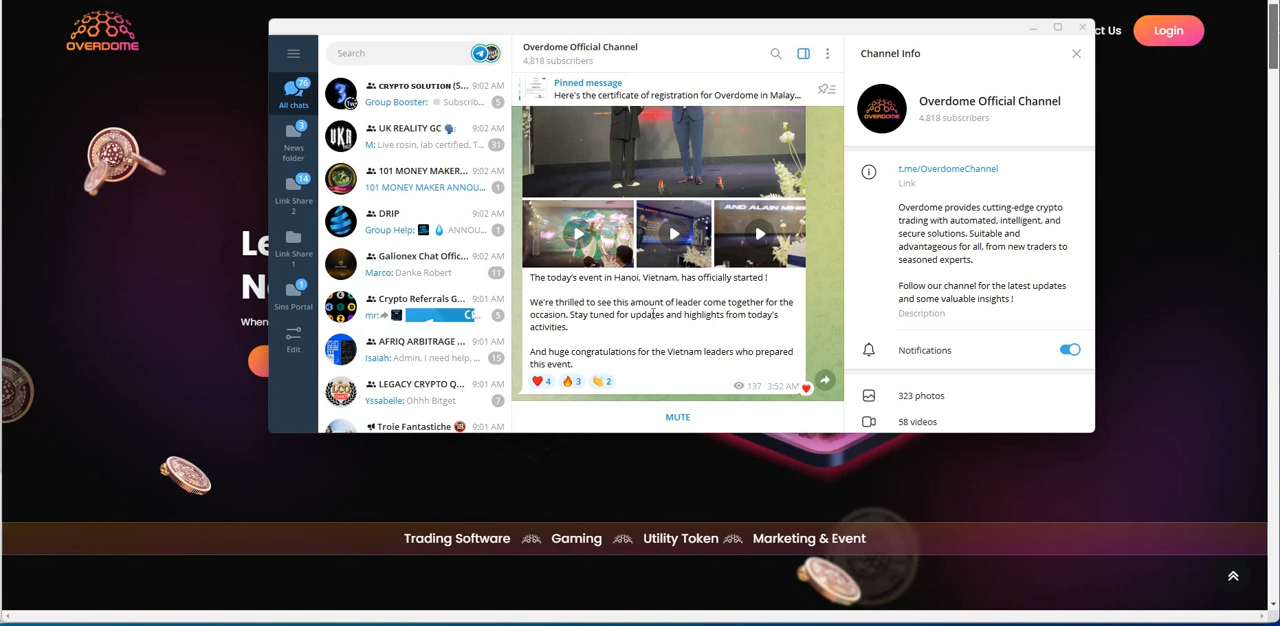 OVERDOME
ct Us
Login
Le
N
When
Search
76
All chats
3
News
folder
14
Link Share
2
Link Share
1
1
Sins Portal
Edit
CRYPTO SOLUTION (S... 9:02 AM
Group Booster: Subscrib... 5
UK REALITY GC 9:02 AM
M: Live rosin, lab certified. T... 31
101 MONEY MAKER... 9:02 AM
101 MONEY MAKER ANNOU... 1
DRIP 9:02 AM
Group Help: ANNOU... 1
Galionex Chat Offic... 9:02 AM
Marco: Danke Robert 11
Crypto Referrals G... 9:01 AM
mr: 5
AFRIQ ARBITRAGE ... 9:01 AM
Isaiah: Admin, I need help, ... 15
LEGACY CRYPTO Q... 9:01 AM
Yssabelle: Ohhh Bitget 7
Troie Fantastiche 9:01 AM
Overdome Official Channel
4,818 subscribers
Pinned message
Here's the certificate of registration for Overdome in Malay...
The today's event in Hanoi, Vietnam, has officially started !
We're thrilled to see this amount of leader come together for the
occasion. Stay tuned for updates and highlights from today's
activities.
And huge congratulations for the Vietnam leaders who prepared
this event.
4 3 2
137 3:52 AM
MUTE
Channel Info
Overdome Official Channel
4,818 subscribers
t.me/OverdomeChannel
Link
Overdome provides cutting-edge crypto
trading with automated, intelligent, and
secure solutions. Suitable and
advantageous for all, from new traders to
seasoned experts.
Follow our channel for the latest updates
and some valuable insights !
Description
Notifications
323 photos
58 videos
Trading Software Gaming Utility Token Marketing & Event